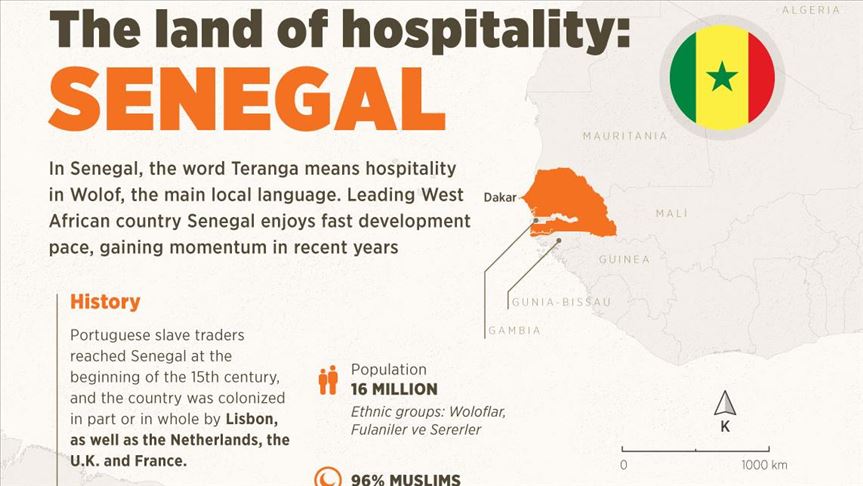 The land of hospitality:
SENEGAL
In Senegal, the word Teranga means hospitality
in Wolof, the main local language. Leading West
African country Senegal enjoys fast development
pace, gaining momentum in recent years
ALGERIA
MAURITANIA
Dakar
MALI
GUINEA
GUNIA-BISSAU
GAMBIA
History
Portuguese slave traders
reached Senegal at the
beginning of the 15th century,
and the country was colonized
in part or in whole by Lisbon,
as well as the Netherlands, the
U.K. and France.
Population
16 MILLION
Ethnic groups: Woloflar,
Fulaniler ve Sererler
96% MUSLIMS
K
0 1000 km